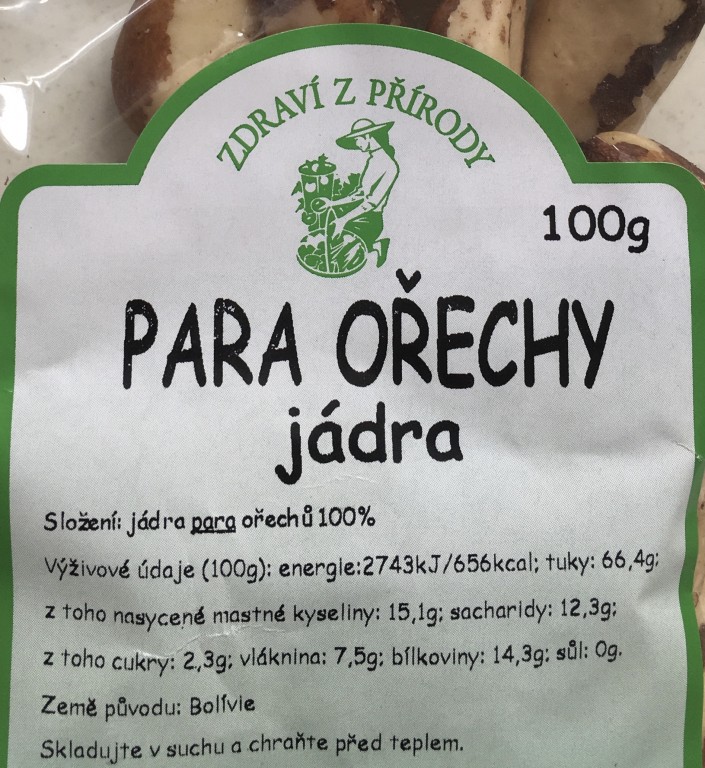 ZDRAVÍ Z PŘÍRODY
100g
PARA OŘECHY
jádra
Složení: jádra para ořechů 100%
Výživové údaje (100g): energie:2743kJ/656kcal; tuky: 66,4g;
z toho nasycené mastné kyseliny: 15,1g; sacharidy: 12,3g;
z toho cukry: 2,3g; vláknina: 7,5g; bílkoviny: 14,3g; sůl: 0g.
Země původu: Bolívie
Skladujte v suchu a chraňte před teplem.